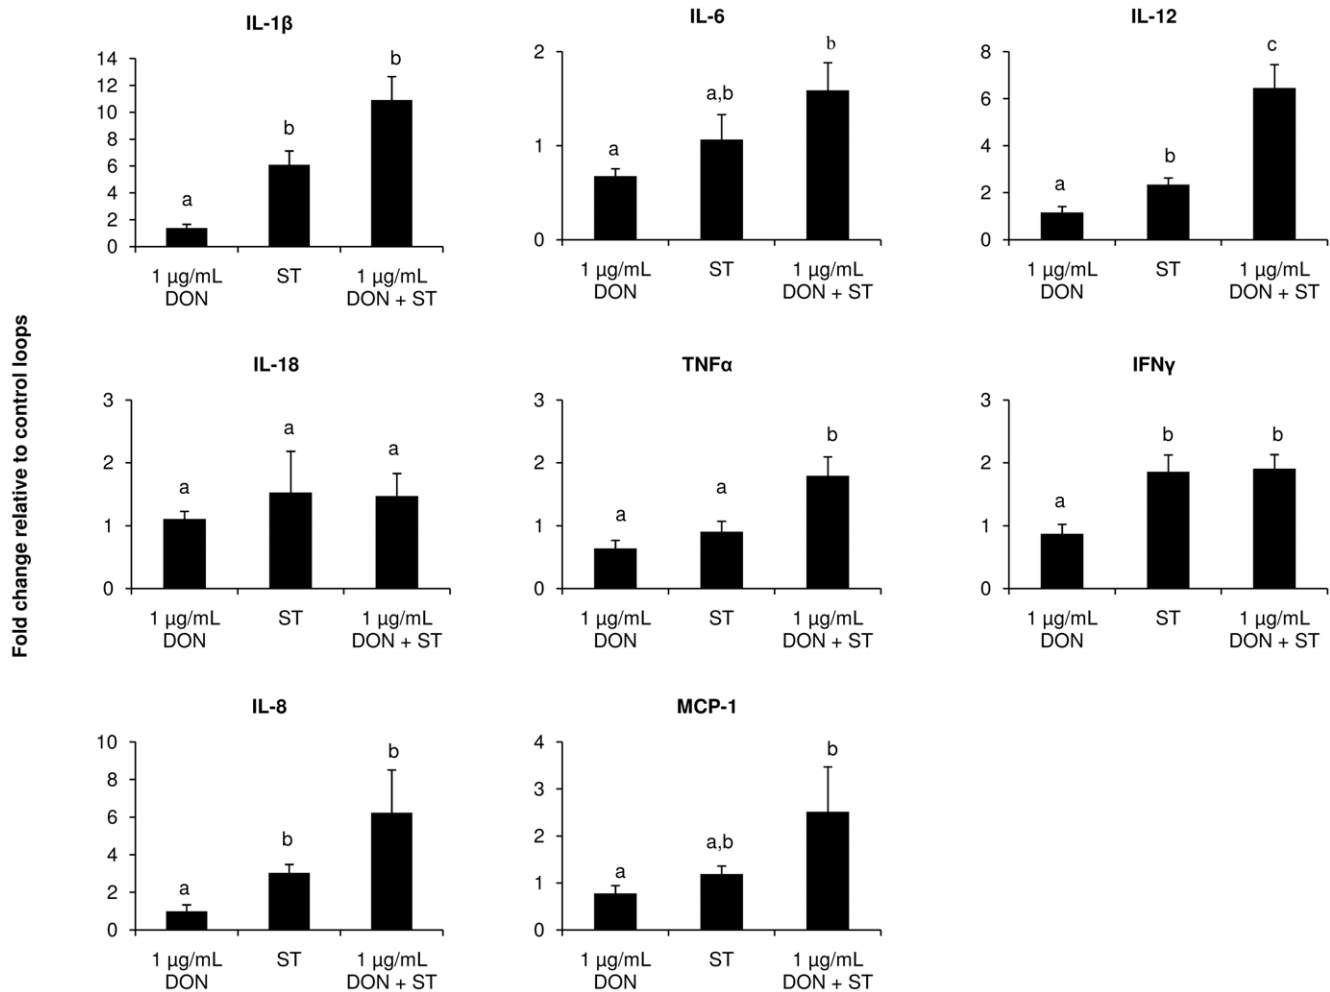 Fold change relative to control loops
IL-1β
14
12
10
8
6
4
2
0
a
b
b
1 µg/mL
DON
ST
1 µg/mL
DON + ST
IL-6
2
1
0
a
a,b
b
1 µg/mL
DON
ST
1 µg/mL
DON + ST
IL-12
8
6
4
2
0
a
b
c
1 µg/mL
DON
ST
1 µg/mL
DON + ST
IL-18
3
2
1
0
a
a
a
1 µg/mL
DON
ST
1 µg/mL
DON + ST
TNFα
3
2
1
0
a
a
b
1 µg/mL
DON
ST
1 µg/mL
DON + ST
IFNγ
3
2
1
0
a
b
b
1 µg/mL
DON
ST
1 µg/mL
DON + ST
IL-8
10
8
6
4
2
0
a
b
b
1 µg/mL
DON
ST
1 µg/mL
DON + ST
MCP-1
4
3
2
1
0
a
a,b
b
1 µg/mL
DON
ST
1 µg/mL
DON + ST